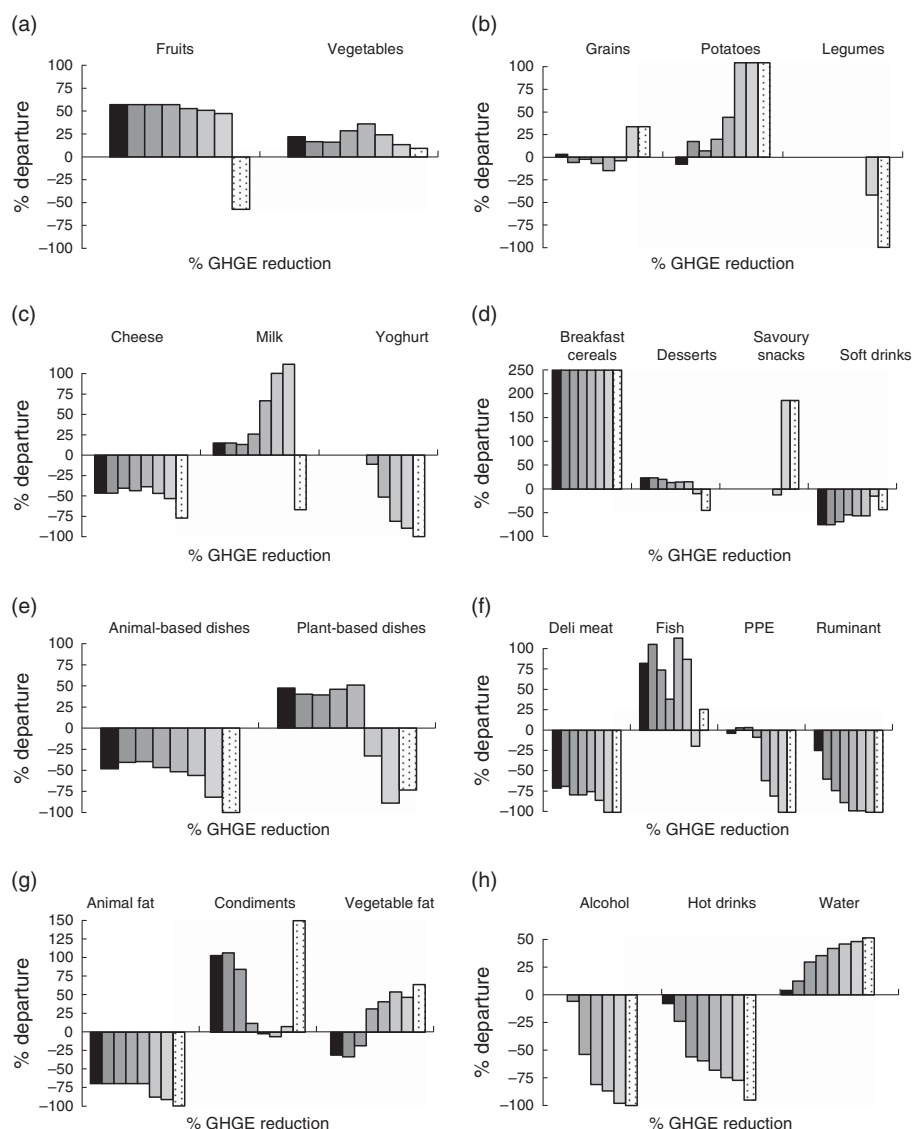 (a)
Fruits Vegetables
100
75
50
25
0
−25
−50
−75
−100
% departure
% GHGE reduction
(b)
Grains Potatoes Legumes
100
75
50
25
0
−25
−50
−75
−100
% departure
% GHGE reduction
(c)
Cheese Milk Yoghurt
100
75
50
25
0
−25
−50
−75
−100
% departure
% GHGE reduction
(d)
Breakfast Savoury
cereals Desserts snacks Soft drinks
250
200
150
100
50
0
−50
−100
% departure
% GHGE reduction
(e)
Animal-based dishes Plant-based dishes
100
75
50
25
0
−25
−50
−75
−100
% departure
% GHGE reduction
(f)
Deli meat Fish PPE Ruminant
100
75
50
25
0
−25
−50
−75
−100
% departure
% GHGE reduction
(g)
Animal fat Condiments Vegetable fat
150
125
100
75
50
25
0
−25
−50
−75
−100
% departure
% GHGE reduction
(h)
Alcohol Hot drinks Water
50
25
0
−25
−50
−75
−100
% departure
% GHGE reduction